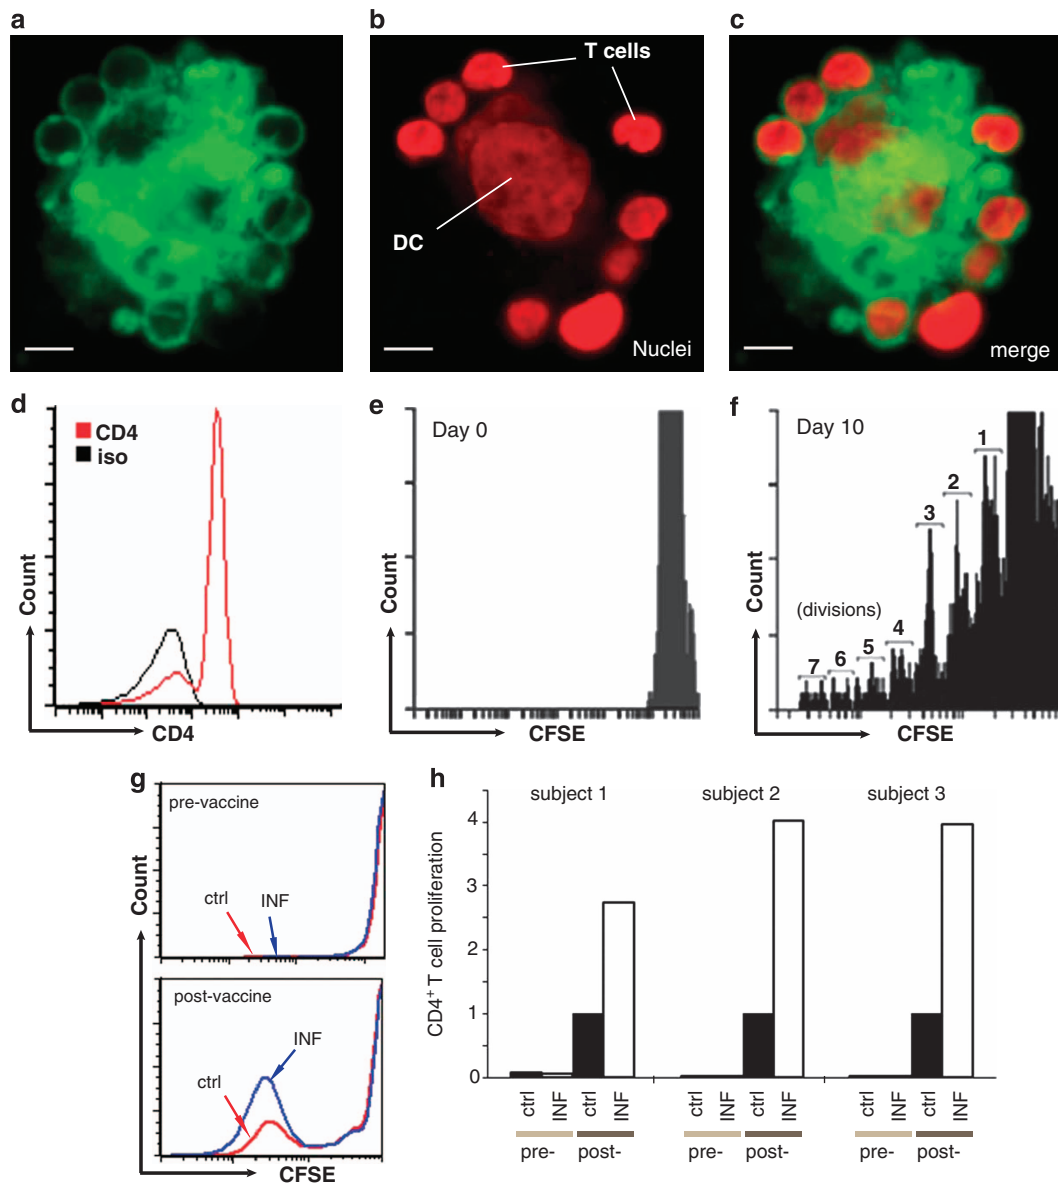 a
b
c
T cells
DC
Nuclei
merge
d
e
f
CD4
iso
Count
CD4
Day 0
Count
CFSE
Day 10
1
2
3
(divisions)
4
5
6
7
Count
CFSE
g
pre-vaccine
ctrl
INF
Count
post-vaccine
INF
ctrl
CFSE
h
subject 1
subject 2
subject 3
4
3
2
1
0
CD4⁺ T cell proliferation
ctrl
INF
ctrl
INF
ctrl
INF
ctrl
INF
ctrl
INF
ctrl
INF
pre-
post-
pre-
post-
pre-
post-